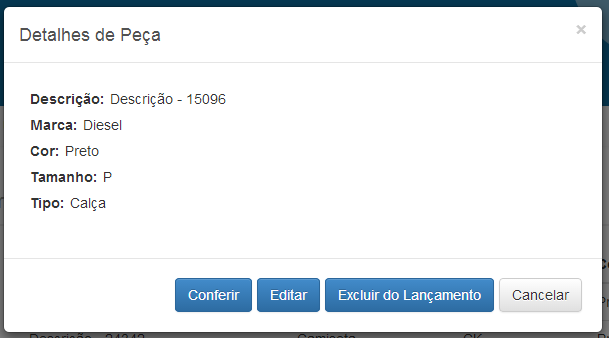 Detalhes de Peça
×
Descrição: Descrição - 15096
Marca: Diesel
Cor: Preto
Tamanho: P
Tipo: Calça
Conferir Editar Excluir do Lançamento Cancelar